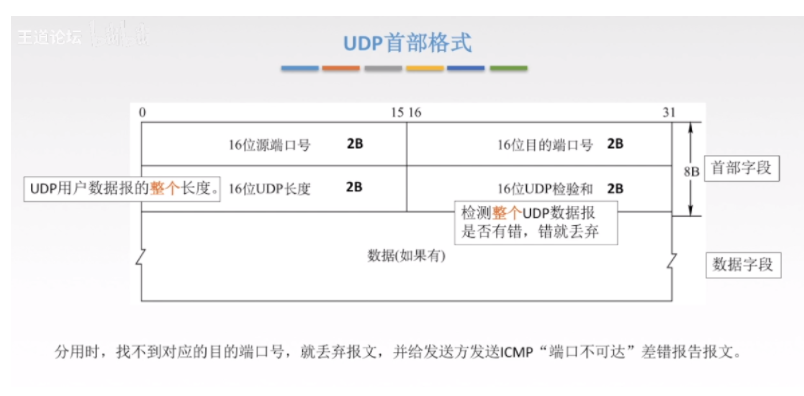 王道论坛
UDP首部格式
0 15 16 31
16位源端口号 2B 16位目的端口号 2B
8B 首部字段
UDP用户数据报的整个长度。 16位UDP长度 2B 16位UDP检验和 2B
检测整个UDP数据报
是否有错，错就丢弃
数据(如果有)
数据字段
分用时，找不到对应的目的端口号，就丢弃报文，并给发送方发送ICMP“端口不可达”差错报告报文。